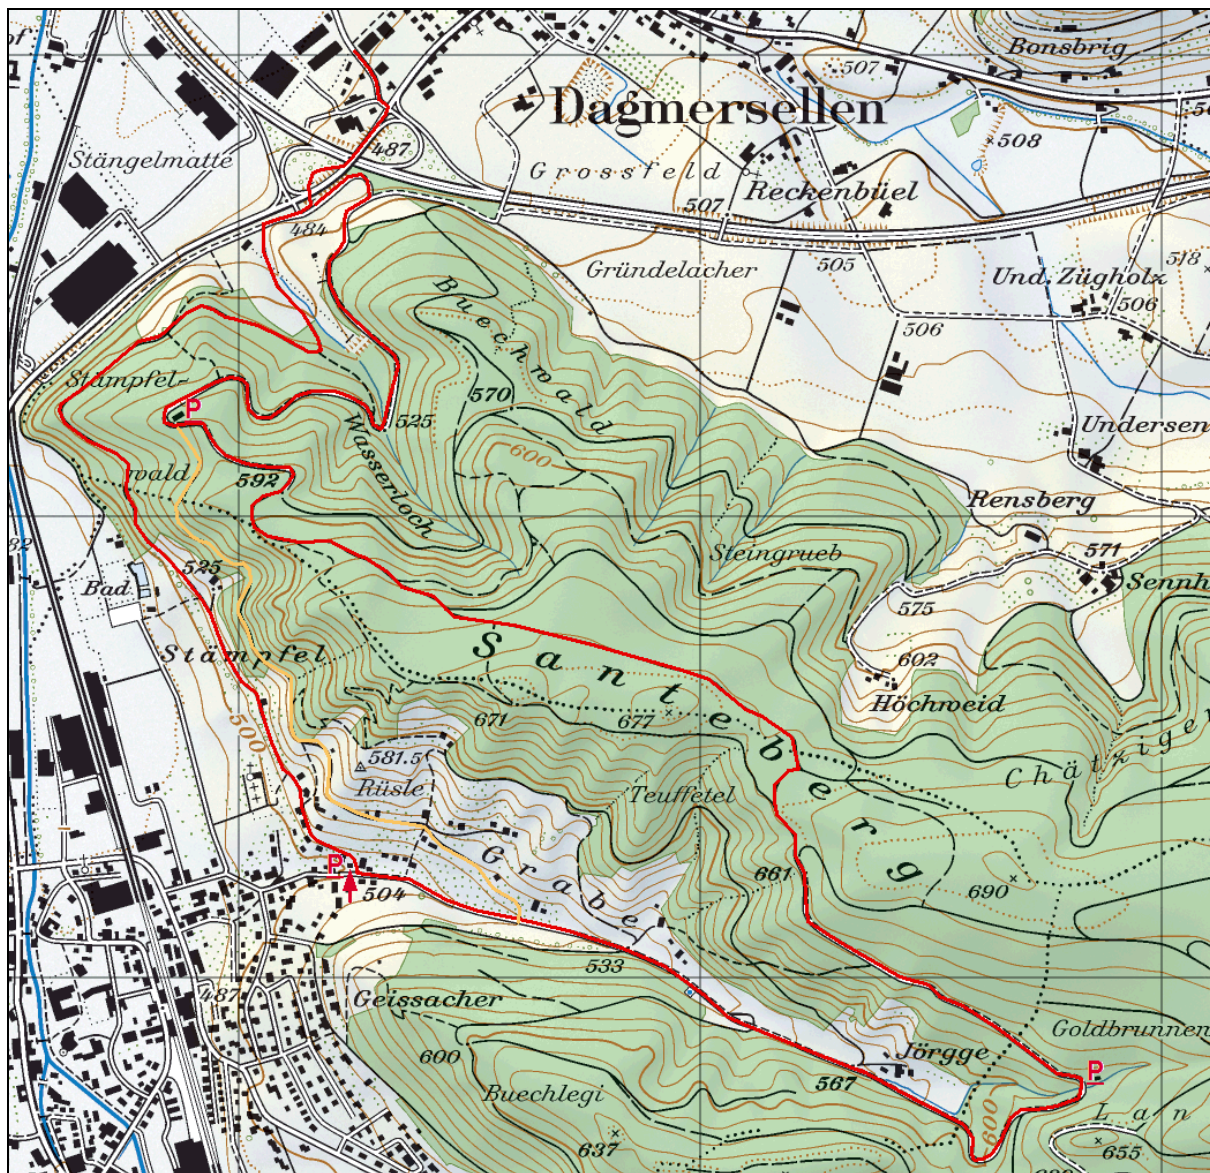 Bonsbrig
507
Dagmersellen
487
508
Stängelmatte
Grossfeld
Reckenbüel
507
484
505
518
Gründelacher
Und. Zügholz
506
506
Buechwald
Stämpfel-
wald
P
570
525
Undersen
Wasserloch
600
592
Rensberg
Steingrueb
571
Sennh
525
Bad
575
Stämpfel
602
Höchweid
Santeberg
500
671
677
Chätziger
581.5
Rüsle
Teuffetel
Grabe
P
504
661
690
533
487
Geissacher
Goldbrunnen
600
Jörgge
P
567
Buechlegi
600
Lan
637
655